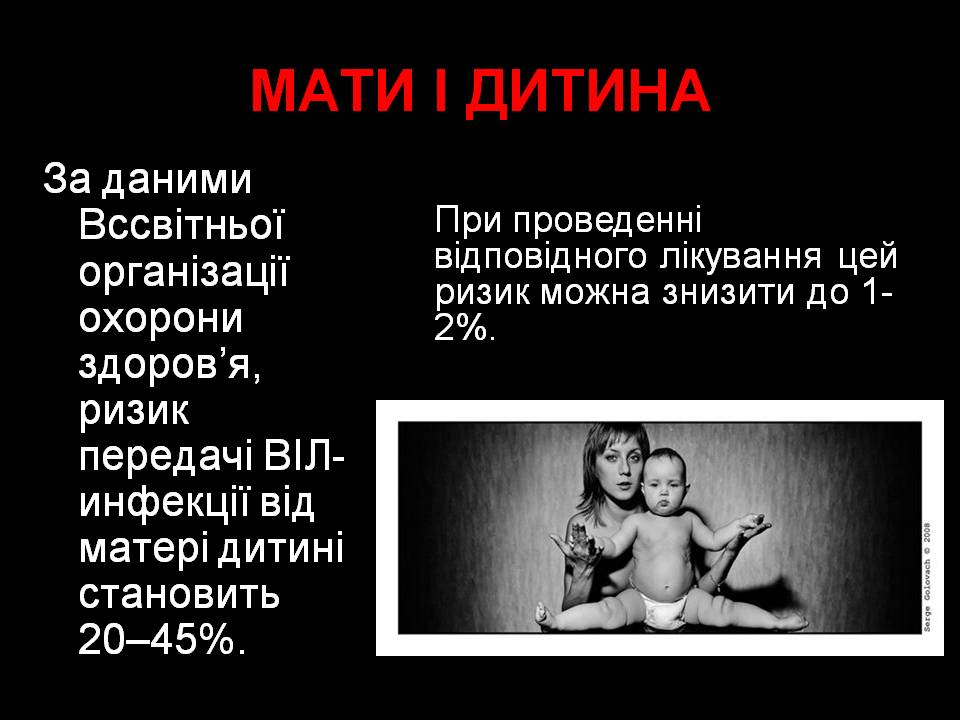 МАТИ І ДИТИНА
За даними
Вссвітньої
організації
охорони
здоров’я,
ризик
передачі ВІЛ-
инфекції від
матері дитині
становить
20–45%.
При проведенні
відповідного лікування цей
ризик можна знизити до 1-
2%.
Serge Golovach © 2008